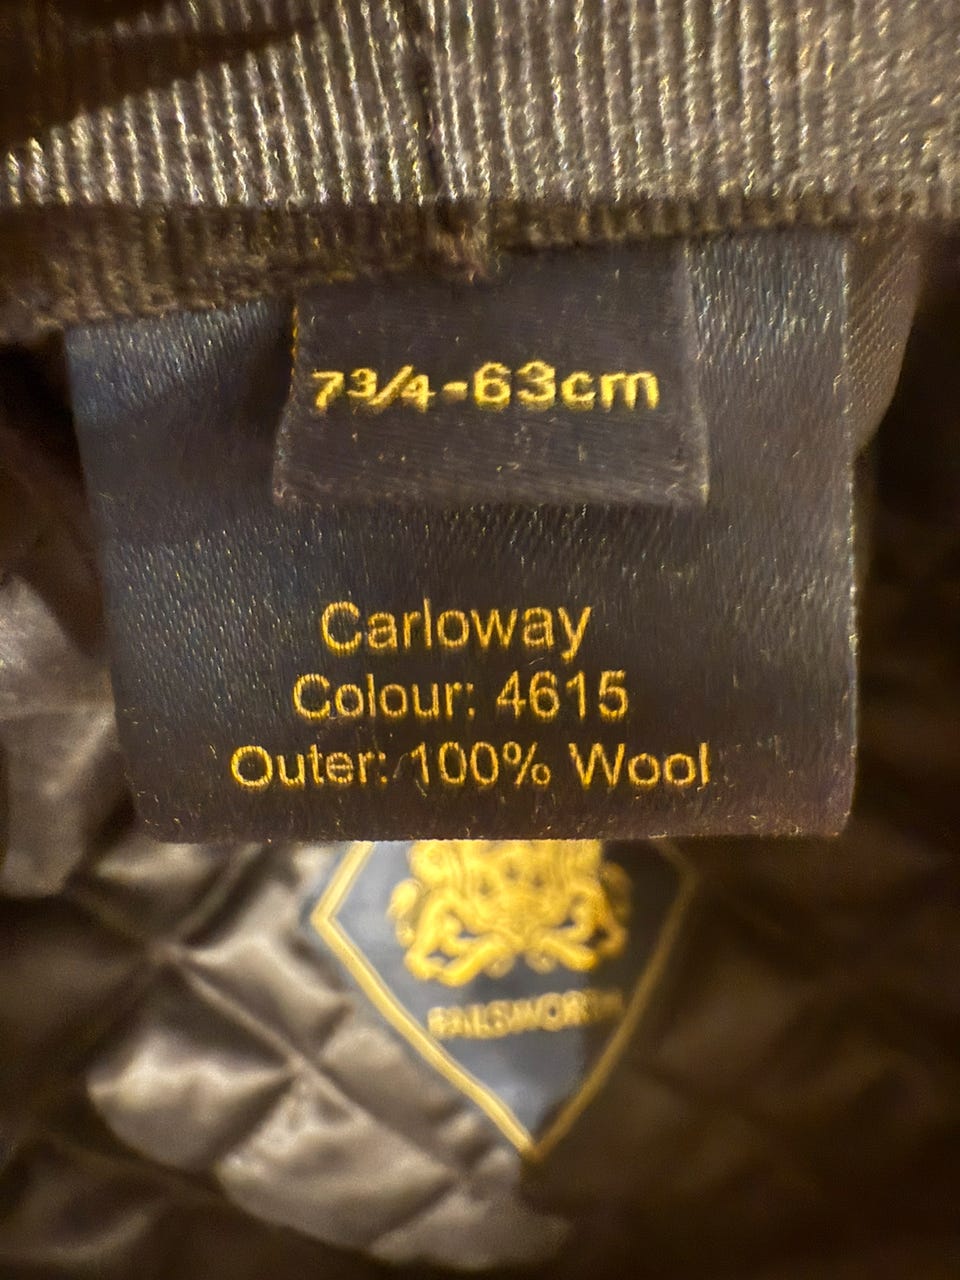 7¾-63cm
Carloway
Colour: 4615
Outer: 100% Wool
FAILSWORTH